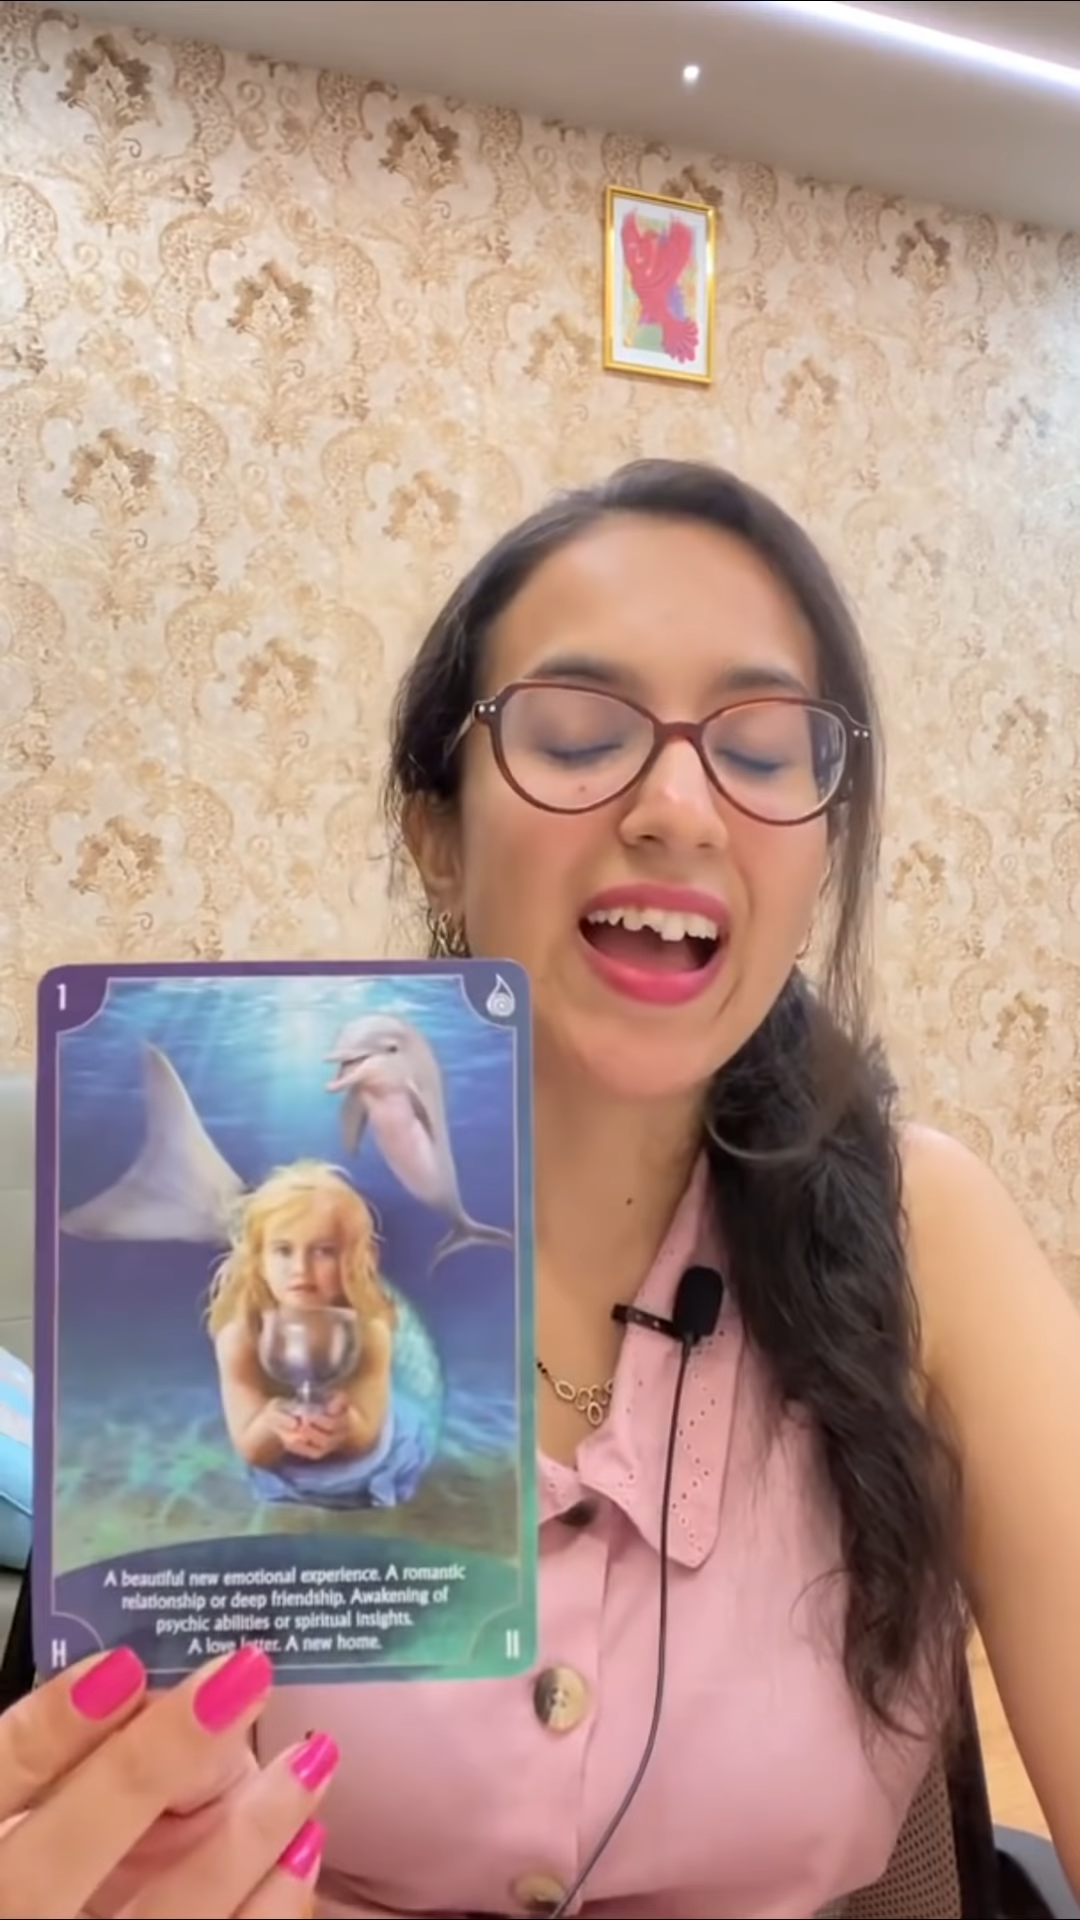 1
A beautiful new emotional experience. A romantic
relationship or deep friendship. Awakening of
psychic abilities or spiritual insights.
A love letter. A new home.
H
II